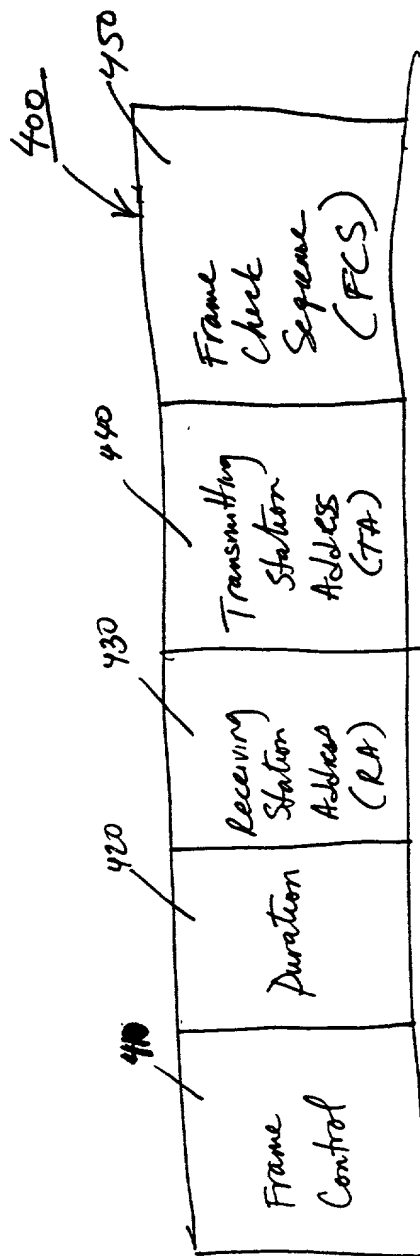 400
410
420
430
440
450
Frame
Control
Duration
Receiving
Station
Address
(RA)
Transmitting
Station
Address
(TA)
Frame
Check
Sequence
(FCS)